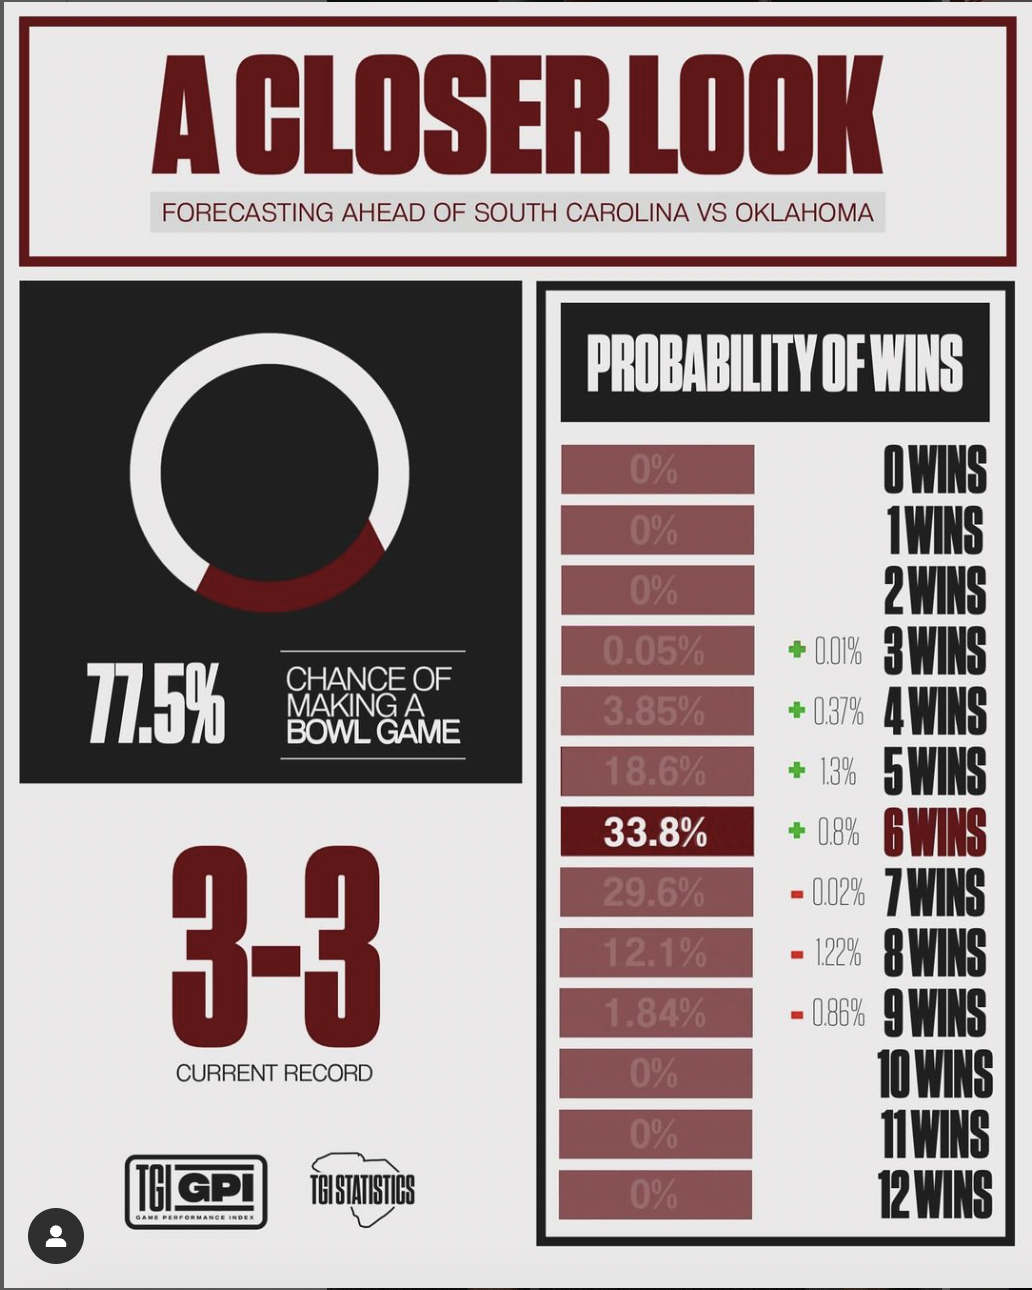 A CLOSER LOOK
FORECASTING AHEAD OF SOUTH CAROLINA VS OKLAHOMA
77.5%
CHANCE OF
MAKING A
BOWL GAME
3-3
CURRENT RECORD
TGI GPI
GAME PERFORMANCE INDEX
TGI STATISTICS
PROBABILITY OF WINS
0% 0 WINS
0% 1 WINS
0% 2 WINS
0.05% + 0.01% 3 WINS
3.85% + 0.37% 4 WINS
18.6% + 1.3% 5 WINS
33.8% + 0.8% 6 WINS
29.6% - 0.02% 7 WINS
12.1% - 1.22% 8 WINS
1.84% - 0.86% 9 WINS
0% 10 WINS
0% 11 WINS
0% 12 WINS